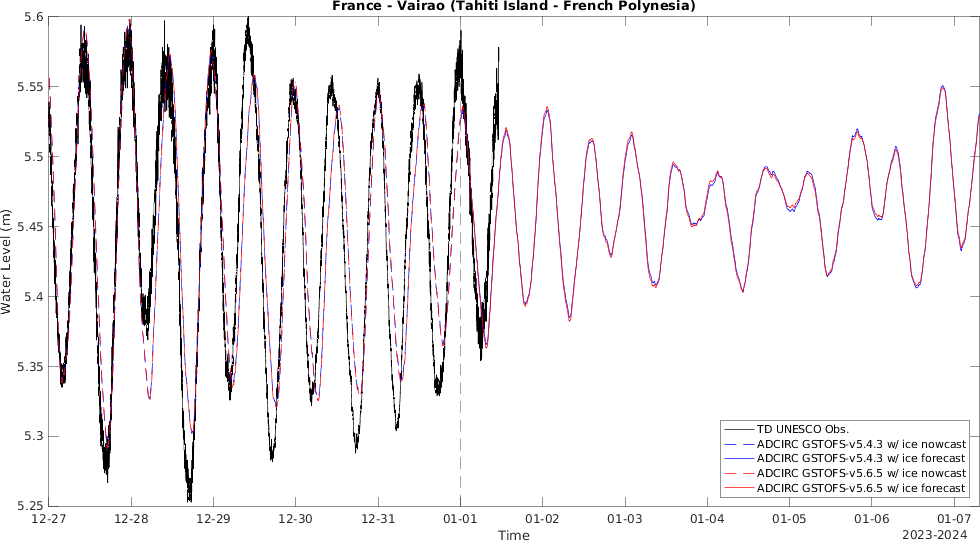 France - Vairao (Tahiti Island - French Polynesia)
Water Level (m)
5.6
5.55
5.5
5.45
5.4
5.35
5.3
5.25
12-27 12-28 12-29 12-30 12-31 01-01 01-02 01-03 01-04 01-05 01-06 01-07
Time
2023-2024
TD UNESCO Obs.
ADCIRC GSTOFS-v5.4.3 w/ ice nowcast
ADCIRC GSTOFS-v5.4.3 w/ ice forecast
ADCIRC GSTOFS-v5.6.5 w/ ice nowcast
ADCIRC GSTOFS-v5.6.5 w/ ice forecast